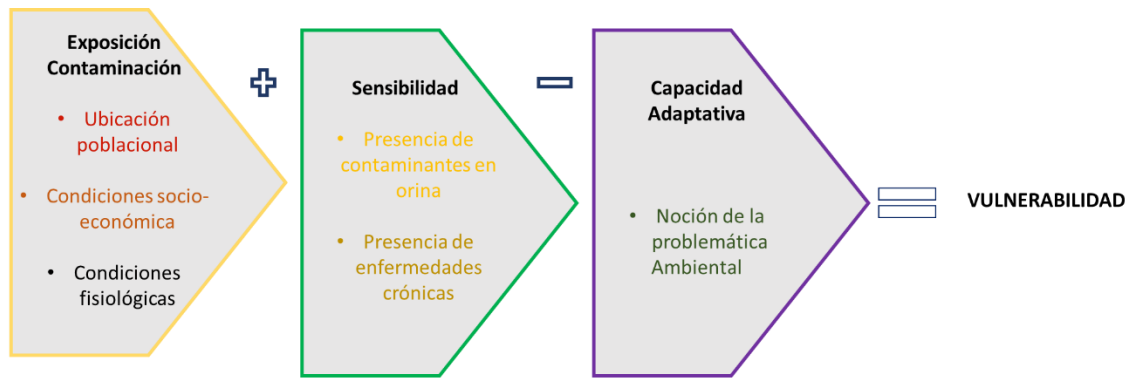 Exposición
Contaminación
• Ubicación
poblacional
• Condiciones socio-
económica
• Condiciones
fisiológicas
+
Sensibilidad
• Presencia de
contaminantes en
orina
• Presencia de
enfermedades
crónicas
−
Capacidad
Adaptativa
• Noción de la
problemática
Ambiental
=
VULNERABILIDAD